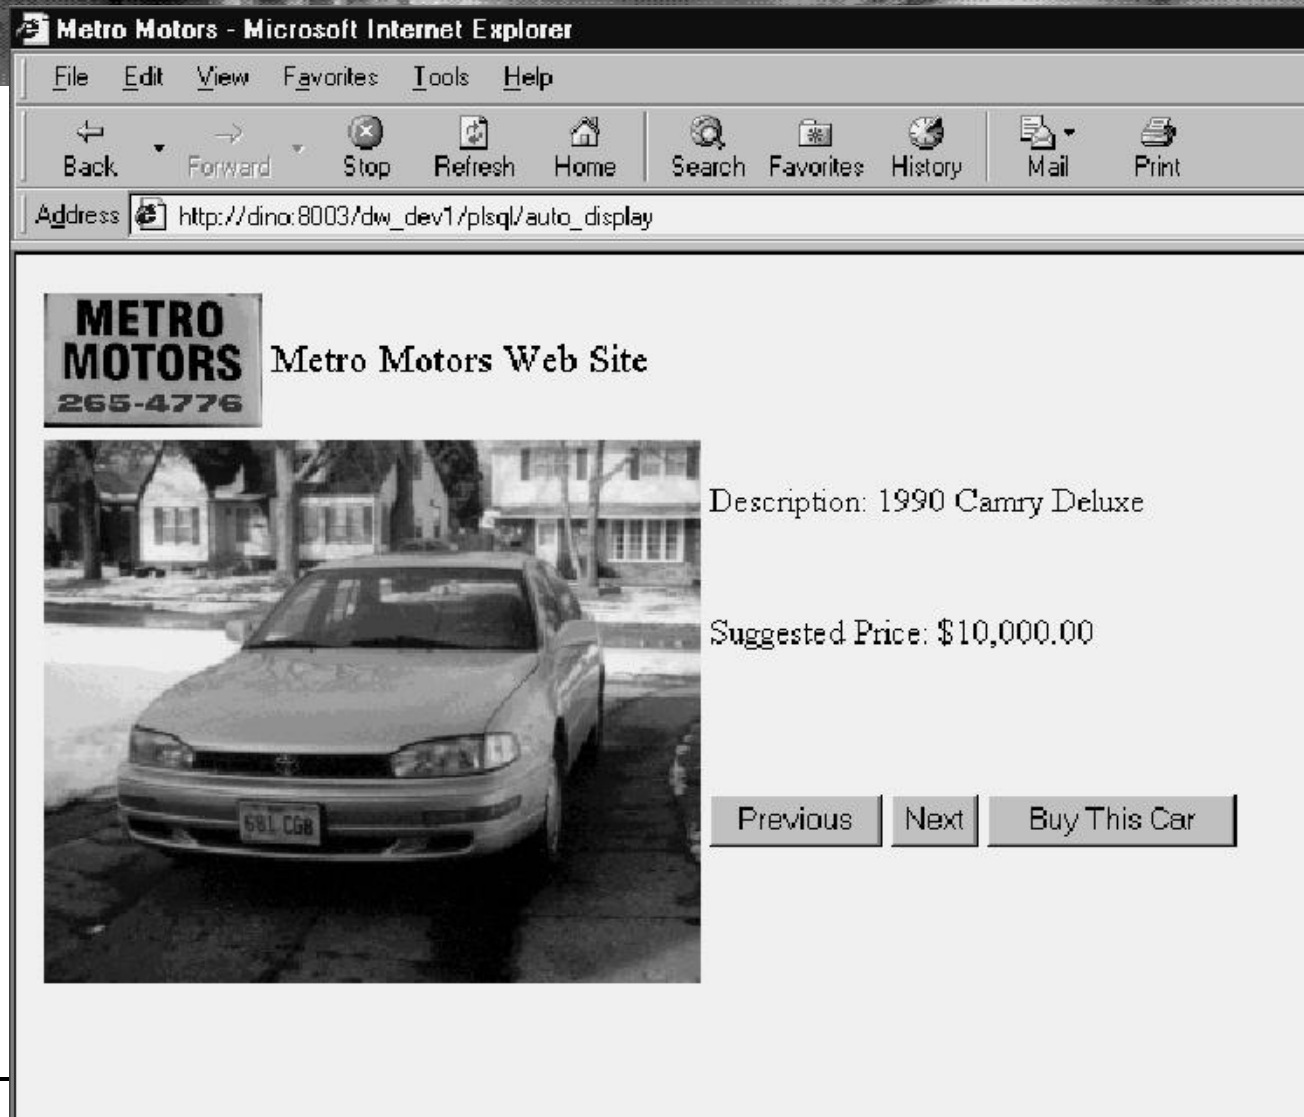 Metro Motors - Microsoft Internet Explorer
File Edit View Favorites Tools Help
Back Forward Stop Refresh Home Search Favorites History Mail Print
Address http://dino:8003/dw_dev1/plsql/auto_display
METRO
MOTORS
265-4776
Metro Motors Web Site
Description: 1990 Camry Deluxe
Suggested Price: $10,000.00
681 CGB
Previous Next Buy This Car